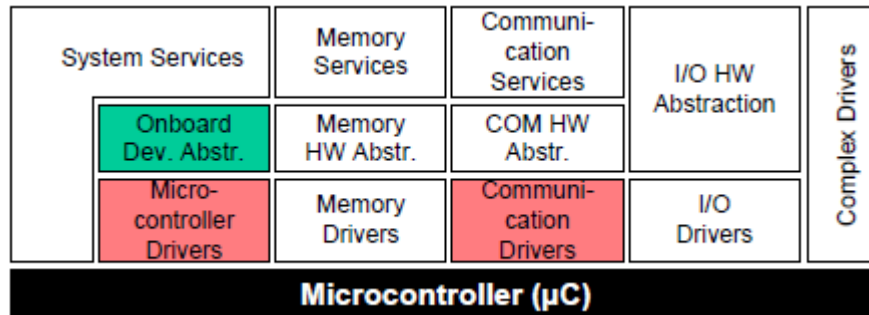 System Services
Memory
Services
Communi-
cation
Services
I/O HW
Abstraction
Complex Drivers
Onboard
Dev. Abstr.
Memory
HW Abstr.
COM HW
Abstr.
Micro-
controller
Drivers
Memory
Drivers
Communi-
cation
Drivers
I/O
Drivers
Microcontroller (µC)